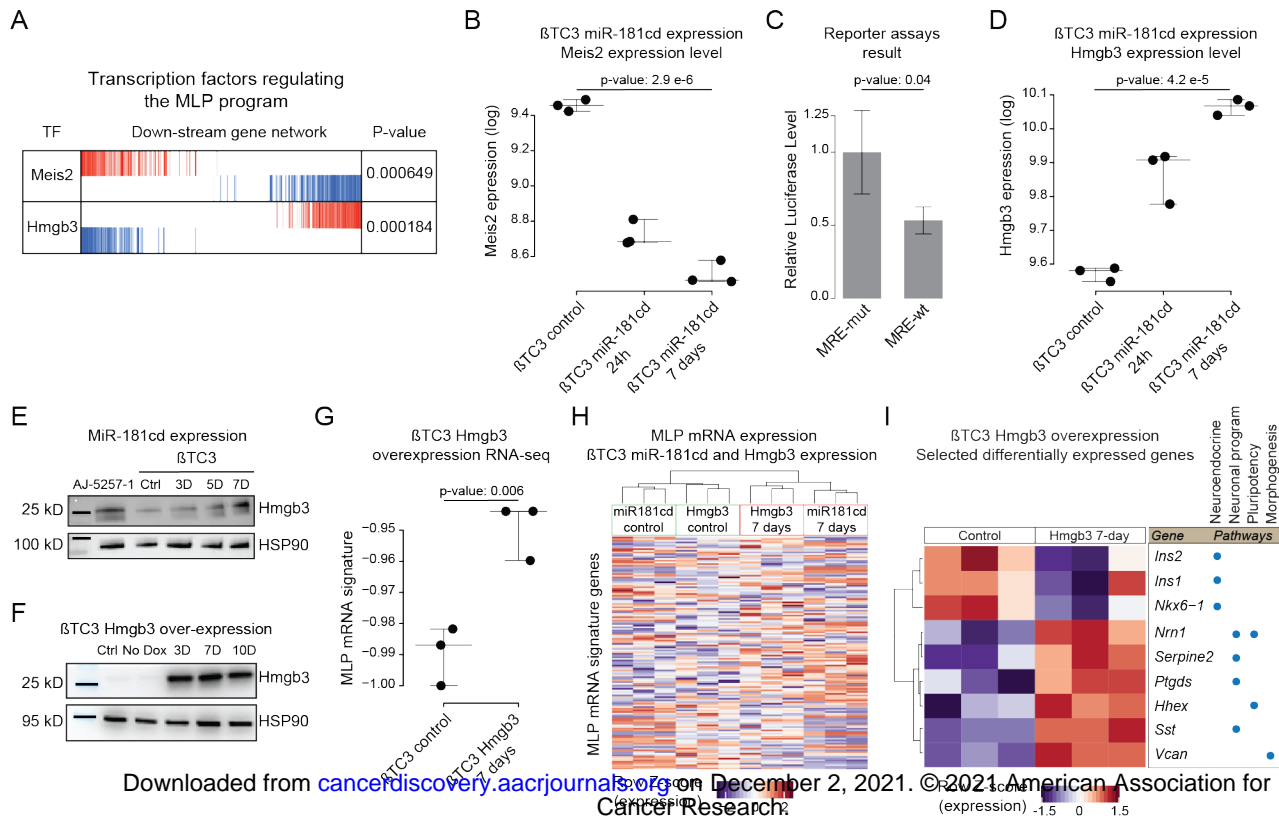 A
Transcription factors regulating
the MLP program
TF Down-stream gene network P-value
Meis2 0.000649
Hmgb3 0.000184
B
ßTC3 miR-181cd expression
Meis2 expression level
p-value: 2.9 e-6
Meis2 epression (log)
9.4
9.2
9.0
8.8
8.6
ßTC3 control
ßTC3 miR-181cd
24h
ßTC3 miR-181cd
7 days
C
Reporter assays
result
p-value: 0.04
Relative Luciferase Level
1.25
1.0
0.5
0.0
MRE-mut
MRE-wt
D
ßTC3 miR-181cd expression
Hmgb3 expression level
p-value: 4.2 e-5
Hmgb3 epression (log)
10.1
10.0
9.9
9.8
9.6
ßTC3 control
ßTC3 miR-181cd
24h
ßTC3 miR-181cd
7 days
E
MiR-181cd expression
ßTC3
AJ-5257-1 Ctrl 3D 5D 7D
25 kD Hmgb3
100 kD HSP90
F
ßTC3 Hmgb3 over-expression
Ctrl No Dox 3D 7D 10D
25 kD Hmgb3
95 kD HSP90
G
ßTC3 Hmgb3
overexpression RNA-seq
p-value: 0.006
MLP mRNA signature
−0.95
−0.96
−0.98
−0.99
−1.00
ßTC3 control
ßTC3 Hmgb3
7 days
H
MLP mRNA expression
ßTC3 miR-181cd and Hmgb3 expression
miR181cd control
Hmgb3 control
Hmgb3 7 days
miR181cd 7 days
MLP mRNA signature genes
Row Z-score
(expression)
2
I
ßTC3 Hmgb3 overexpression
Selected differentially expressed genes
Neuroendocrine
Neuronal program
Pluripotency
Morphogenesis
Control Hmgb3 7-day Gene Pathways
Ins2
Ins1
Nkx6−1
Nrn1
Serpine2
Ptgds
Hhex
Sst
Vcan
(expression)
-1.5 0 1.5
Downloaded from cancerdiscovery.aacrjournals.org on December 2, 2021. © 2021 American Association for
Cancer Research.